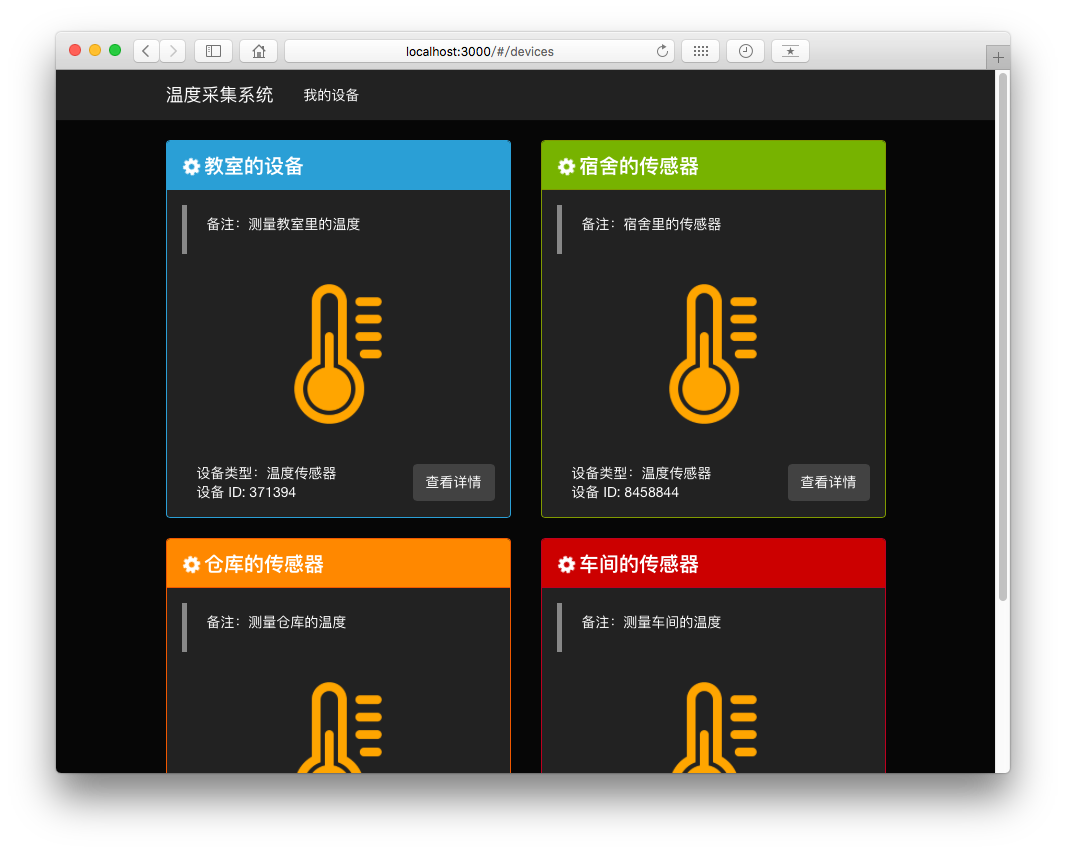 localhost:3000/#/devices
温度采集系统 我的设备
教室的设备
备注：测量教室里的温度
设备类型：温度传感器
设备 ID: 371394
查看详情
宿舍的传感器
备注：宿舍里的传感器
设备类型：温度传感器
设备 ID: 8458844
查看详情
仓库的传感器
备注：测量仓库的温度
车间的传感器
备注：测量车间的温度